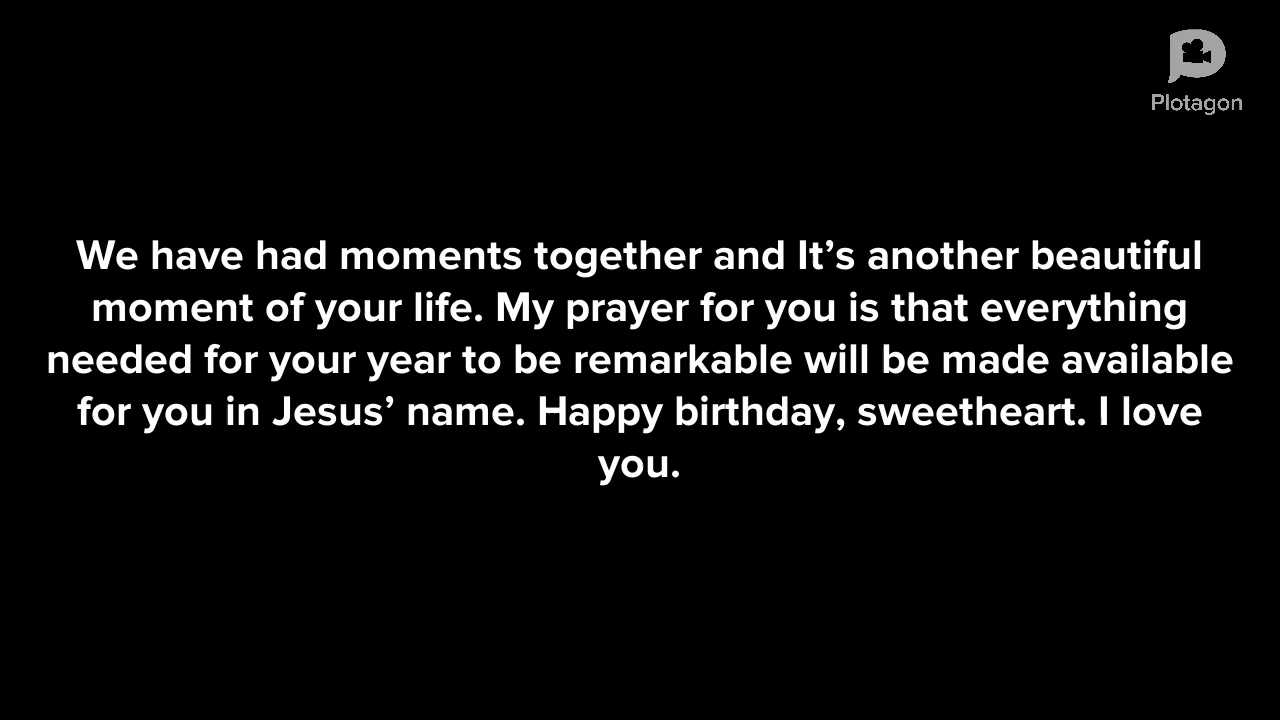 Plotagon
We have had moments together and It’s another beautiful
moment of your life. My prayer for you is that everything
needed for your year to be remarkable will be made available
for you in Jesus’ name. Happy birthday, sweetheart. I love
you.